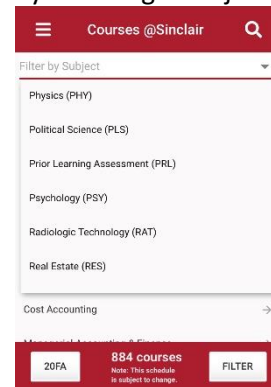 Courses @Sinclair
Filter by Subject
Physics (PHY)
Political Science (PLS)
Prior Learning Assessment (PRL)
Psychology (PSY)
Radiologic Technology (RAT)
Real Estate (RES)
Cost Accounting
20FA
884 courses
Note: This schedule
is subject to change.
FILTER